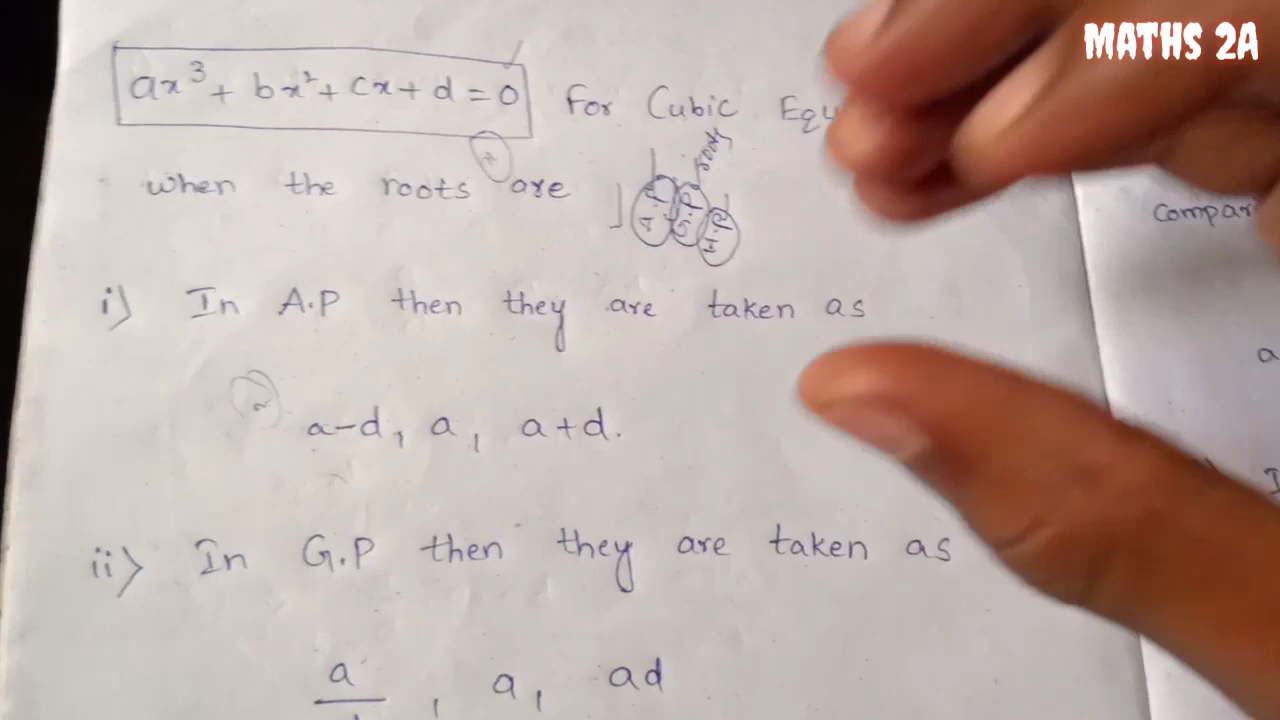 MATHS 2A
ax³ + bx² + cx + d = 0 For Cubic
when the roots are
i) In A.P then they are taken as
a-d, a, a+d.
ii) In G.P then they are taken as
a , a, ad